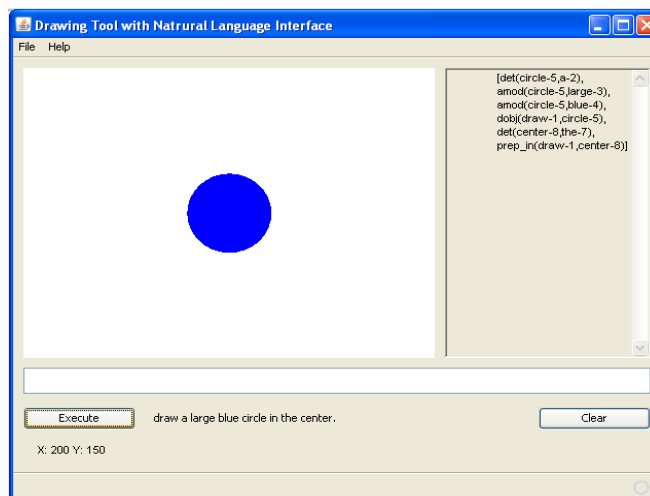 Drawing Tool with Natrural Language Interface
File Help
[det(circle-5,a-2),
amod(circle-5,large-3),
amod(circle-5,blue-4),
dobj(draw-1,circle-5),
det(center-8,the-7),
prep_in(draw-1,center-8)]
Execute draw a large blue circle in the center. Clear
X: 200 Y: 150